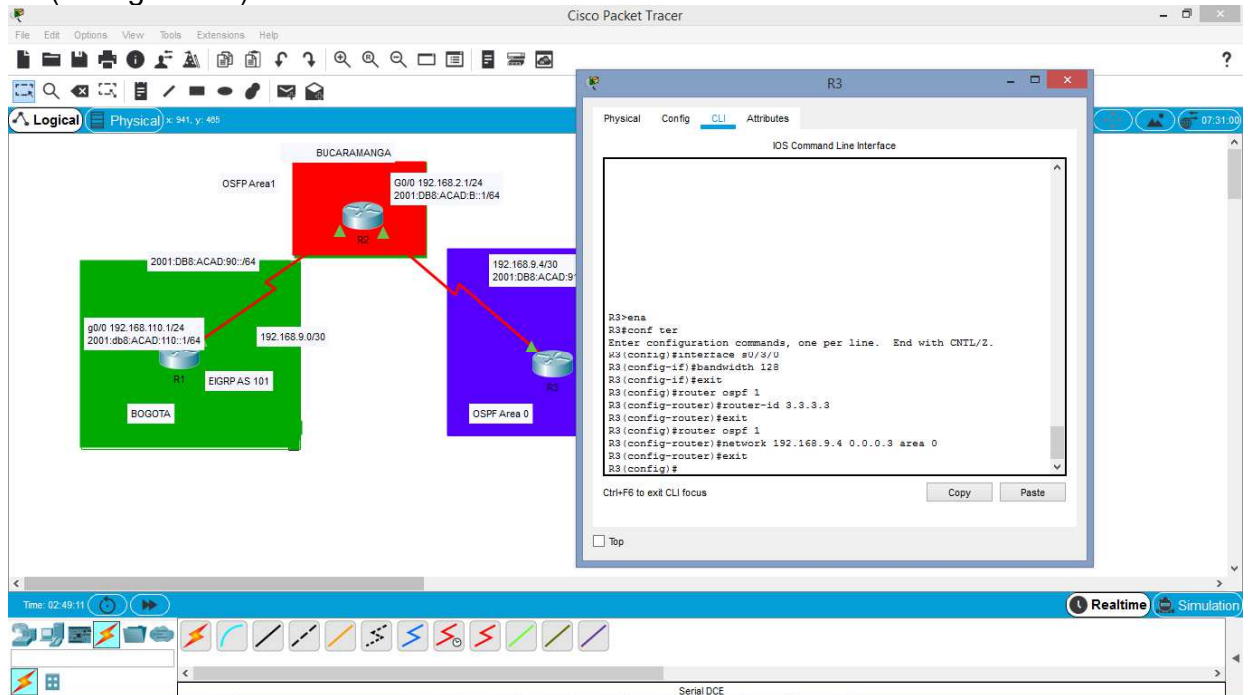 Cisco Packet Tracer
File Edit Options View Tools Extensions Help
?
Logical
Physical
x: 941, y: 485
07:31:00
BUCARAMANGA
OSFP Area1
G0/0 192.168.2.1/24
2001:DB8:ACAD:B::1/64
R2
2001:DB8:ACAD:90::/64
192.168.9.4/30
2001:DB8:ACAD:9
g0/0 192.168.110.1/24
2001:db8:ACAD:110::1/64
192.168.9.0/30
R1
EIGRP AS 101
BOGOTA
R3
OSPF Area 0
R3
Physical Config CLI Attributes
IOS Command Line Interface
R3>ena
R3#conf ter
Enter configuration commands, one per line. End with CNTL/Z.
R3(config)#interface s0/3/0
R3(config-if)#bandwidth 128
R3(config-if)#exit
R3(config)#router ospf 1
R3(config-router)#router-id 3.3.3.3
R3(config-router)#exit
R3(config)#router ospf 1
R3(config-router)#network 192.168.9.4 0.0.0.3 area 0
R3(config-router)#exit
R3(config)#
Ctrl+F6 to exit CLI focus
Copy
Paste
Top
Time: 02:49:11
Realtime
Simulation
Serial DCE